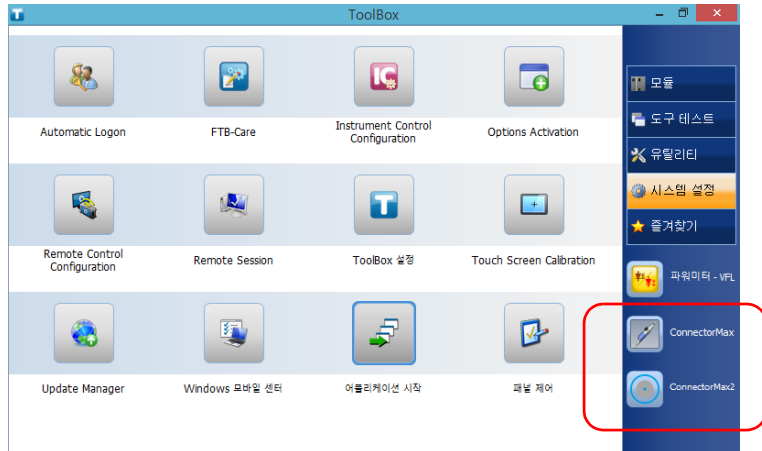 ToolBox
Automatic Logon
FTB-Care
Instrument Control
Configuration
Options Activation
Remote Control
Configuration
Remote Session
ToolBox 설정
Touch Screen Calibration
Update Manager
Windows 모바일 센터
어플리케이션 시작
패널 제어
모듈
도구 테스트
유틸리티
시스템 설정
즐겨찾기
파워미터 - VFL
ConnectorMax
ConnectorMax2